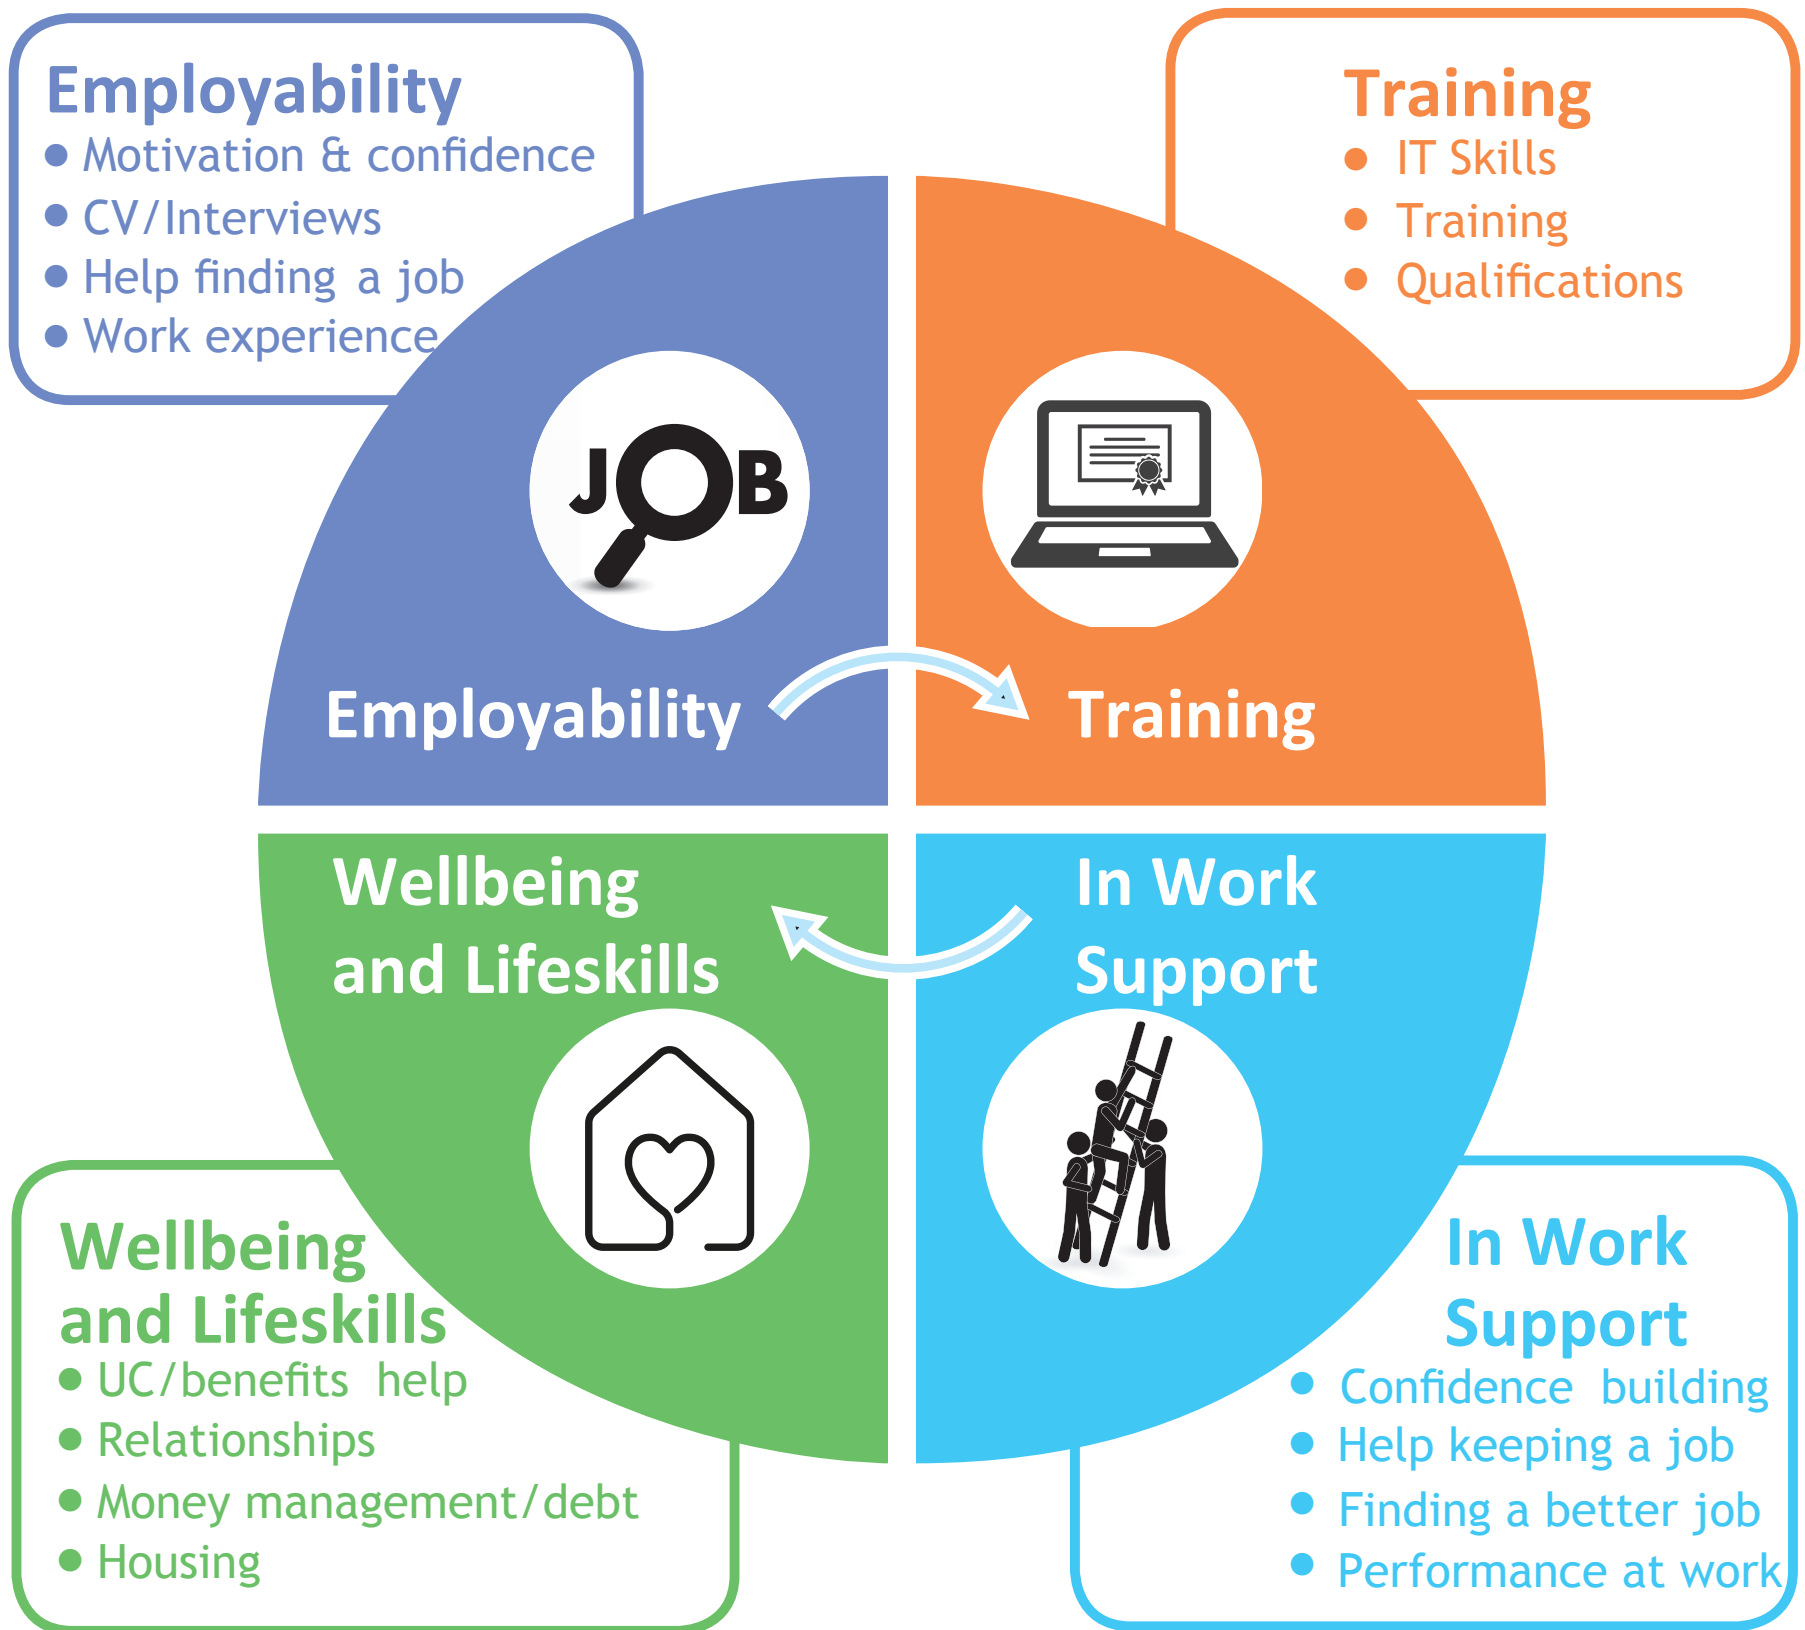 Employability
● Motivation & confidence
● CV/Interviews
● Help finding a job
● Work experience
Training
● IT Skills
● Training
● Qualifications
JOB
Employability
Training
Wellbeing
and Lifeskills
In Work
Support
Wellbeing
and Lifeskills
● UC/benefits help
● Relationships
● Money management/debt
● Housing
In Work
Support
● Confidence building
● Help keeping a job
● Finding a better job
● Performance at work